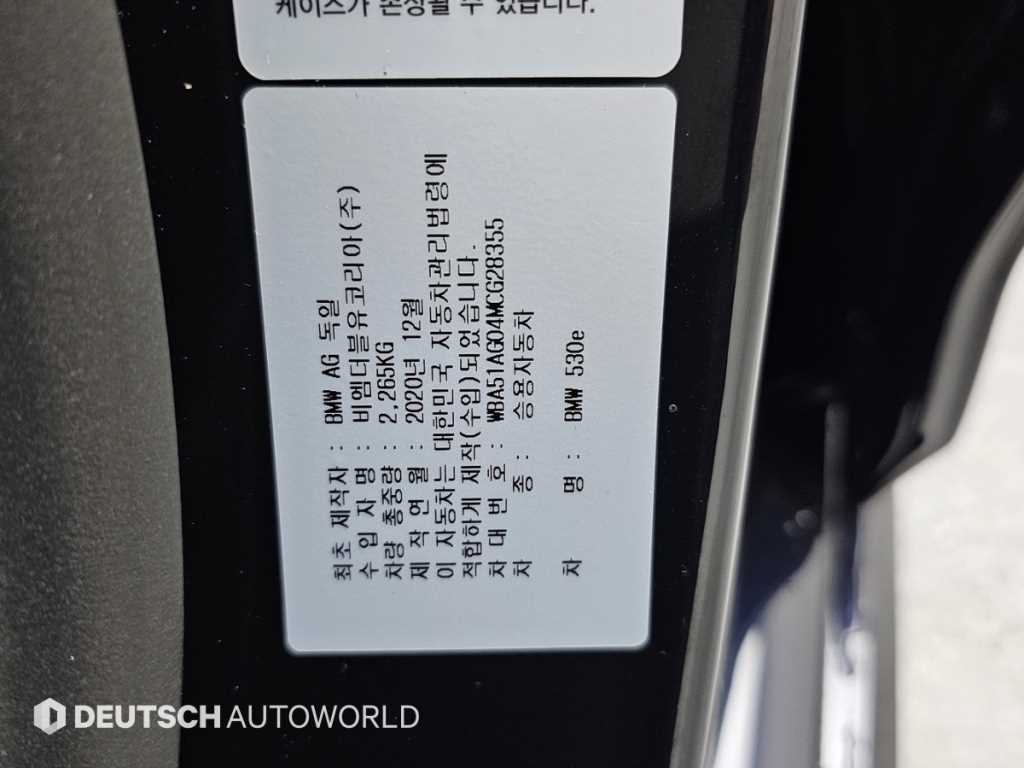 케이스가 손상될 수 있습니다.
최초 제작자 : BMW AG 독일
수 입 자 명 : 비엠더블유코리아(주)
차량 총중량 : 2,265KG
제 작 연 월 : 2020년 12월
이 자동차는 대한민국 자동차관리법령에
적합하게 제작(수입)되었습니다.
차 대 번 호 : WBA51AG04MCG28355
차 종 : 승용자동차
차 명 : BMW 530e
DEUTSCH AUTOWORLD